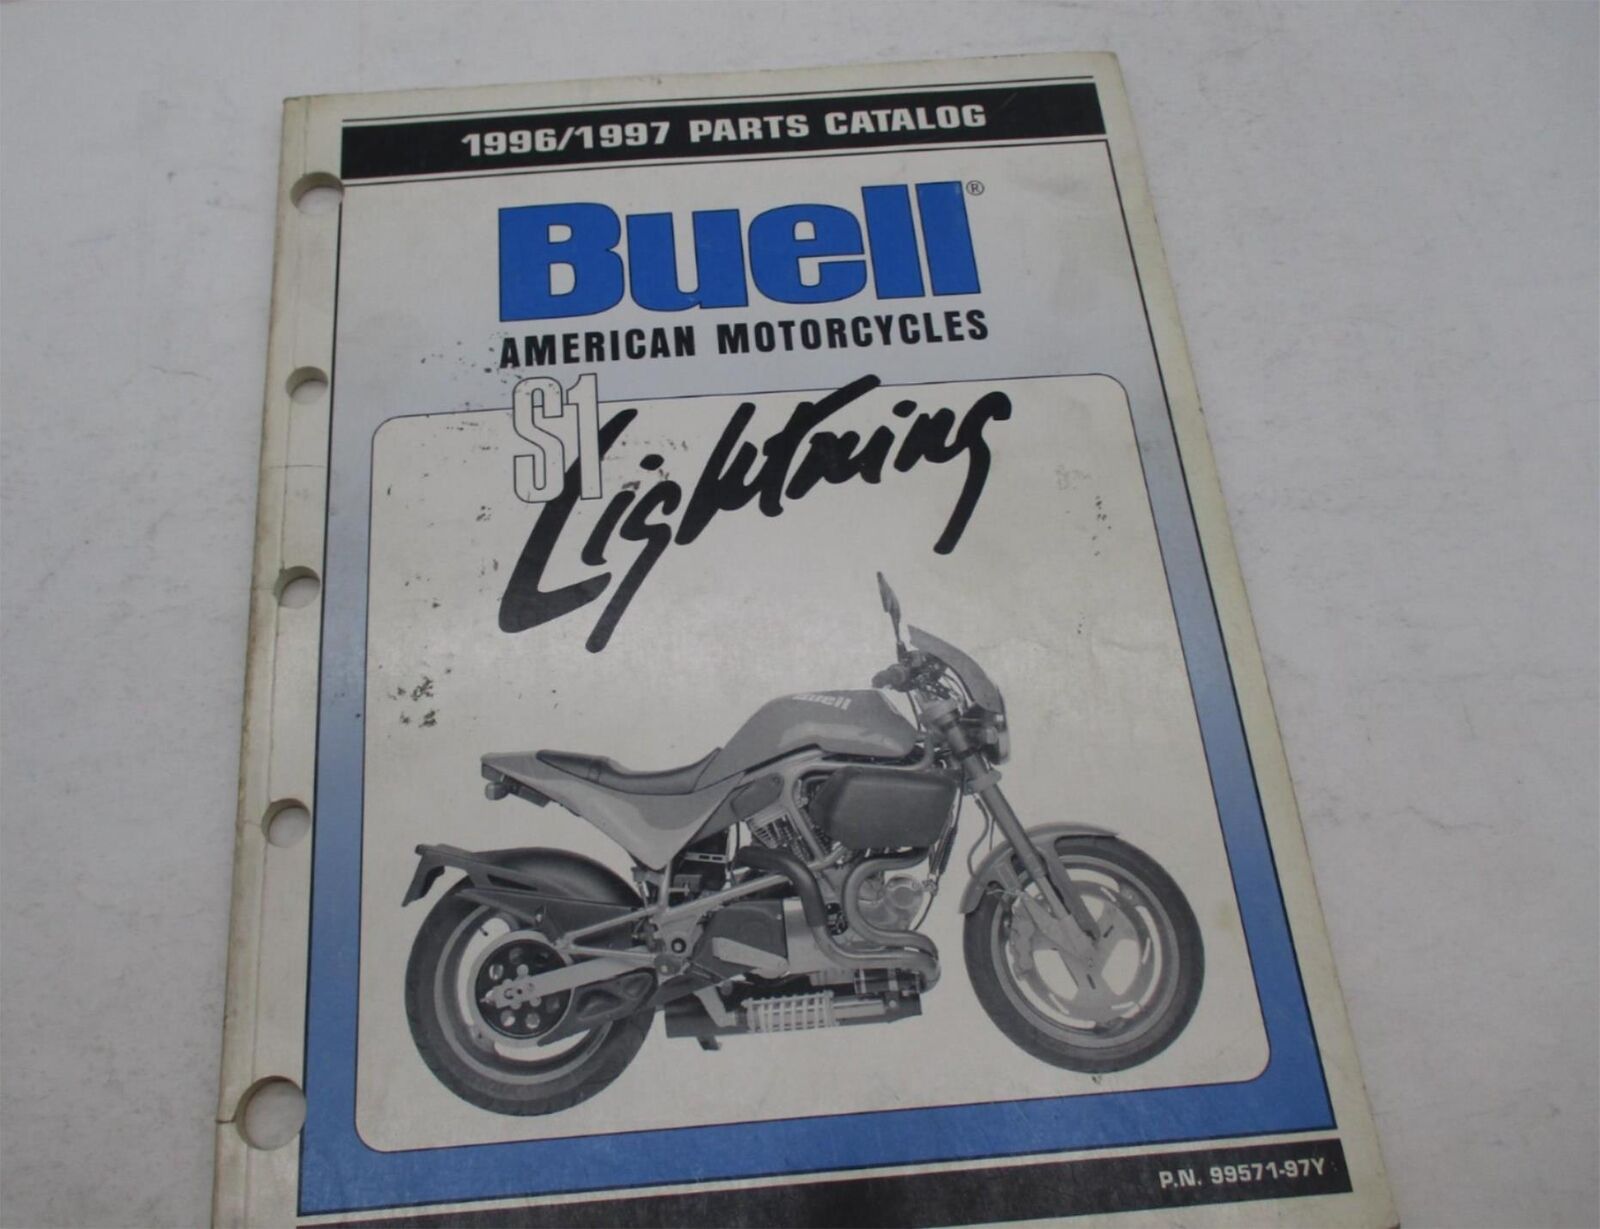 1996/1997 PARTS CATALOG
Buell®
AMERICAN MOTORCYCLES
S1
Lightning
Buell
P.N. 99571-97Y